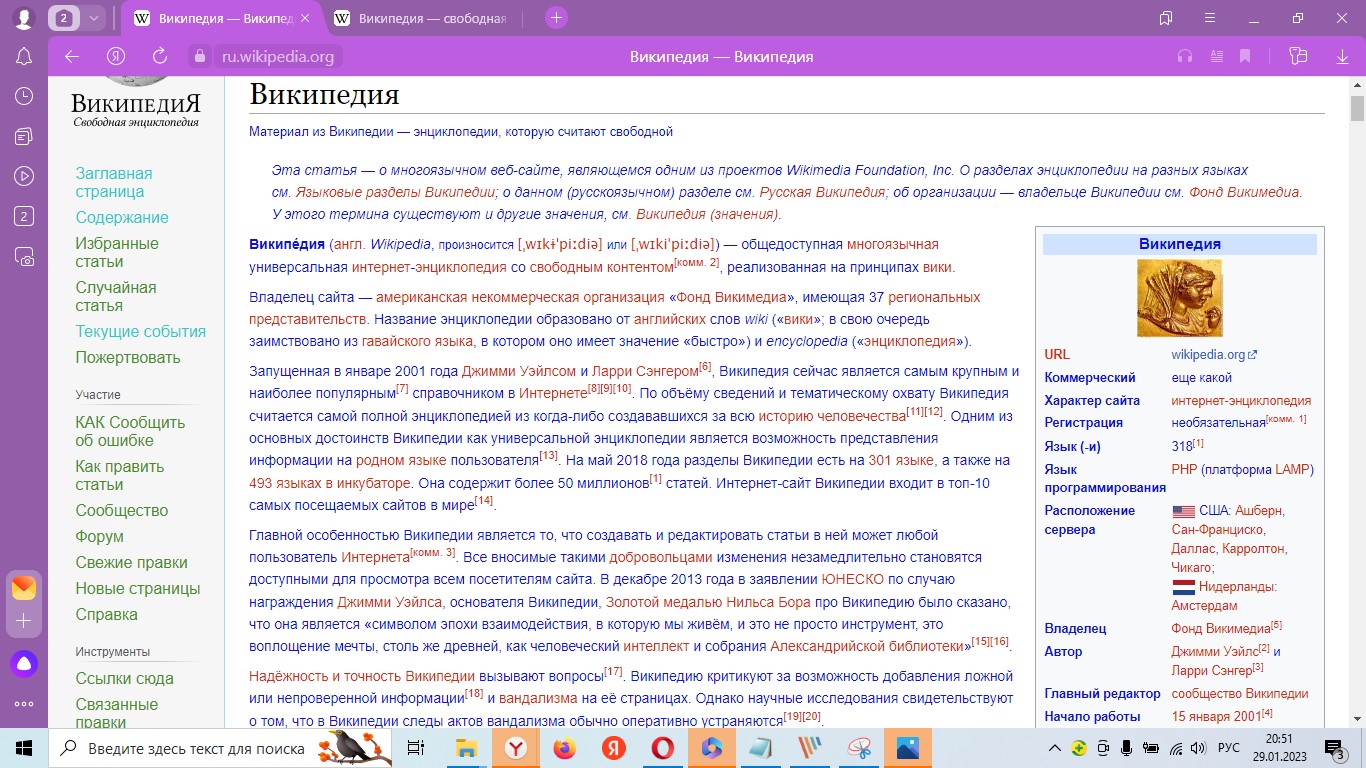 2
Википедия — Википед
Википедия — свободная
ru.wikipedia.org
Википедия — Википедия
ВикипедиЯ
Свободная энциклопедия
Заглавная
страница
Содержание
Избранные
статьи
Случайная
статья
Текущие события
Пожертвовать
Участие
КАК Сообщить
об ошибке
Как править
статьи
Сообщество
Форум
Свежие правки
Новые страницы
Справка
Инструменты
Ссылки сюда
Связанные
правки
Википедия
Материал из Википедии — энциклопедии, которую считают свободной
Эта статья — о многоязычном веб-сайте, являющемся одним из проектов Wikimedia Foundation, Inc. О разделах энциклопедии на разных языках
см. Языковые разделы Википедии; о данном (русскоязычном) разделе см. Русская Википедия; об организации — владельце Википедии см. Фонд Викимедиа.
У этого термина существуют и другие значения, см. Википедия (значения).
Википе́дия (англ. Wikipedia, произносится [ˌwɪkɨˈpiːdiə] или [ˌwɪkiˈpiːdiə]) — общедоступная многоязычная
универсальная интернет-энциклопедия со свободным контентом[комм. 2], реализованная на принципах вики.
Владелец сайта — американская некоммерческая организация «Фонд Викимедиа», имеющая 37 региональных
представительств. Название энциклопедии образовано от английских слов wiki («вики»; в свою очередь
заимствовано из гавайского языка, в котором оно имеет значение «быстро») и encyclopedia («энциклопедия»).
Запущенная в январе 2001 года Джимми Уэйлсом и Ларри Сэнгером[6], Википедия сейчас является самым крупным и
наиболее популярным[7] справочником в Интернете[8][9][10]. По объёму сведений и тематическому охвату Википедия
считается самой полной энциклопедией из когда-либо создававшихся за всю историю человечества[11][12]. Одним из
основных достоинств Википедии как универсальной энциклопедии является возможность представления
информации на родном языке пользователя[13]. На май 2018 года разделы Википедии есть на 301 языке, а также на
493 языках в инкубаторе. Она содержит более 50 миллионов[1] статей. Интернет-сайт Википедии входит в топ-10
самых посещаемых сайтов в мире[14].
Главной особенностью Википедии является то, что создавать и редактировать статьи в ней может любой
пользователь Интернета[комм. 3]. Все вносимые такими добровольцами изменения незамедлительно становятся
доступными для просмотра всем посетителям сайта. В декабре 2013 года в заявлении ЮНЕСКО по случаю
награждения Джимми Уэйлса, основателя Википедии, Золотой медалью Нильса Бора про Википедию было сказано,
что она является «символом эпохи взаимодействия, в которую мы живём, и это не просто инструмент, это
воплощение мечты, столь же древней, как человеческий интеллект и собрания Александрийской библиотеки»[15][16].
Надёжность и точность Википедии вызывают вопросы[17]. Википедию критикуют за возможность добавления ложной
или непроверенной информации[18] и вандализма на её страницах. Однако научные исследования свидетельствуют
о том, что в Википедии следы актов вандализма обычно оперативно устраняются[19][20].
Википедия
URL wikipedia.org
Коммерческий еще какой
Характер сайта интернет-энциклопедия
Регистрация необязательная[комм. 1]
Язык (-и) 318[1]
Язык PHP (платформа LAMP)
программирования
Расположение США: Ашберн,
сервера Сан-Франциско,
Даллас, Карролтон,
Чикаго;
Нидерланды:
Амстердам
Владелец Фонд Викимедиа[5]
Автор Джимми Уэйлс[2] и
Ларри Сэнгер[3]
Главный редактор сообщество Википедии
Начало работы 15 января 2001[4]
2
Введите здесь текст для поиска
РУС
20:51
29.01.2023
3